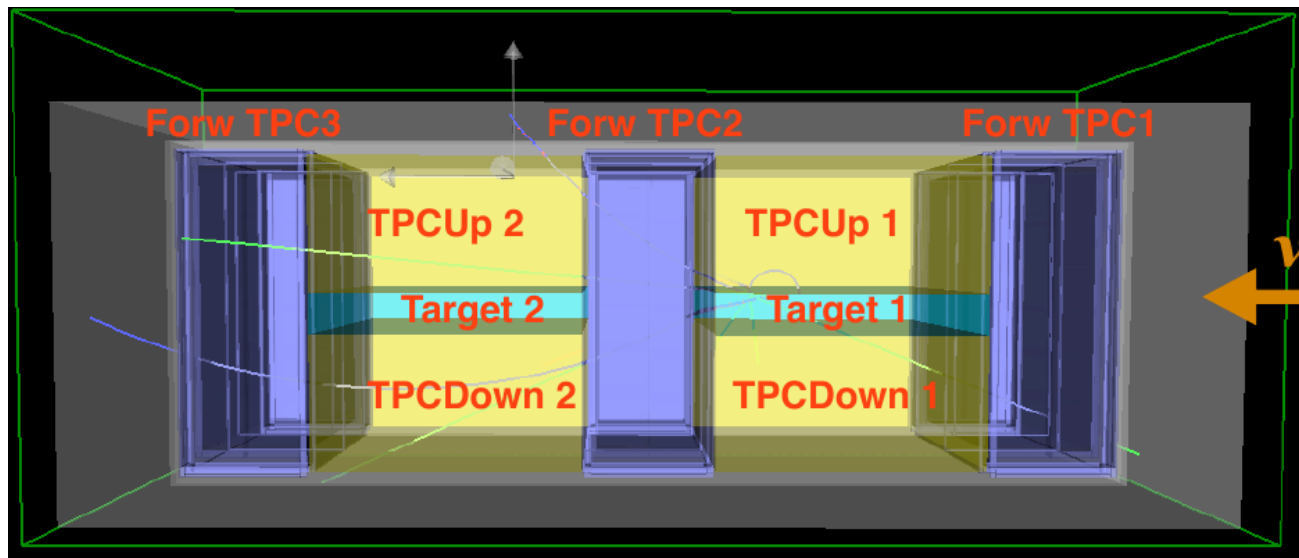 Forw TPC3 Forw TPC2 Forw TPC1
TPCUp 2 TPCUp 1
Target 2 Target 1
TPCDown 2 TPCDown 1
ν